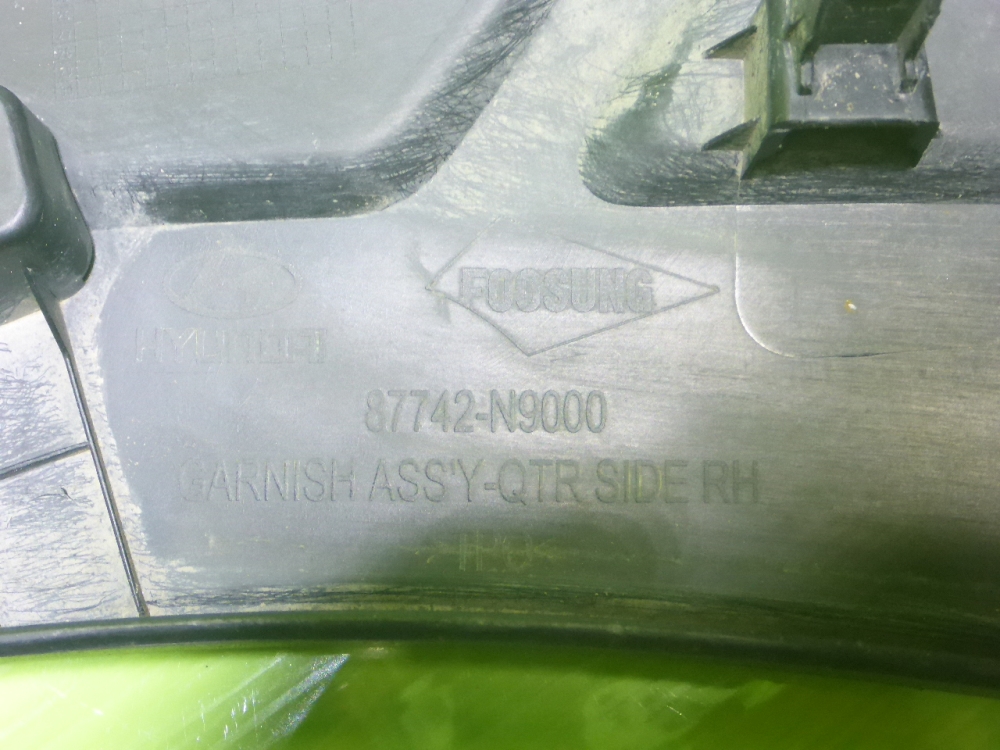 HYUNDAI
FOOSUNG
87742-N9000
GARNISH ASS'Y-QTR SIDE RH